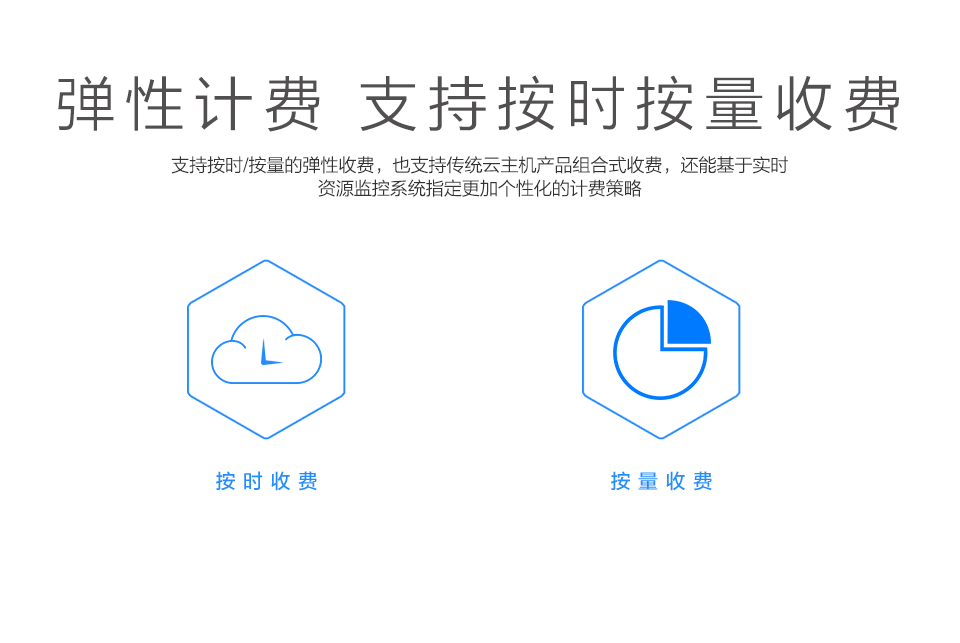 弹性计费 支持按时按量收费
支持按时/按量的弹性收费，也支持传统云主机产品组合式收费，还能基于实时
资源监控系统指定更加个性化的计费策略
按时收费
按量收费